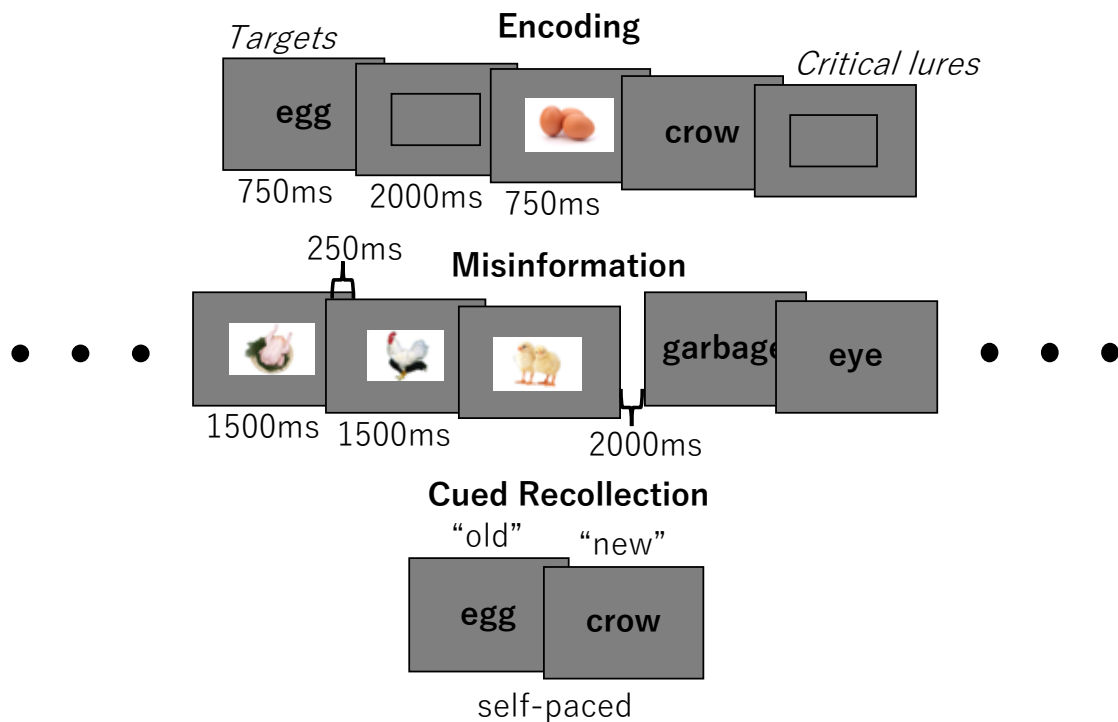 Encoding
Targets
Critical lures
egg
crow
750ms
2000ms
750ms
250ms
Misinformation
garbage
eye
1500ms
1500ms
2000ms
Cued Recollection
“old”
“new”
egg
crow
self-paced